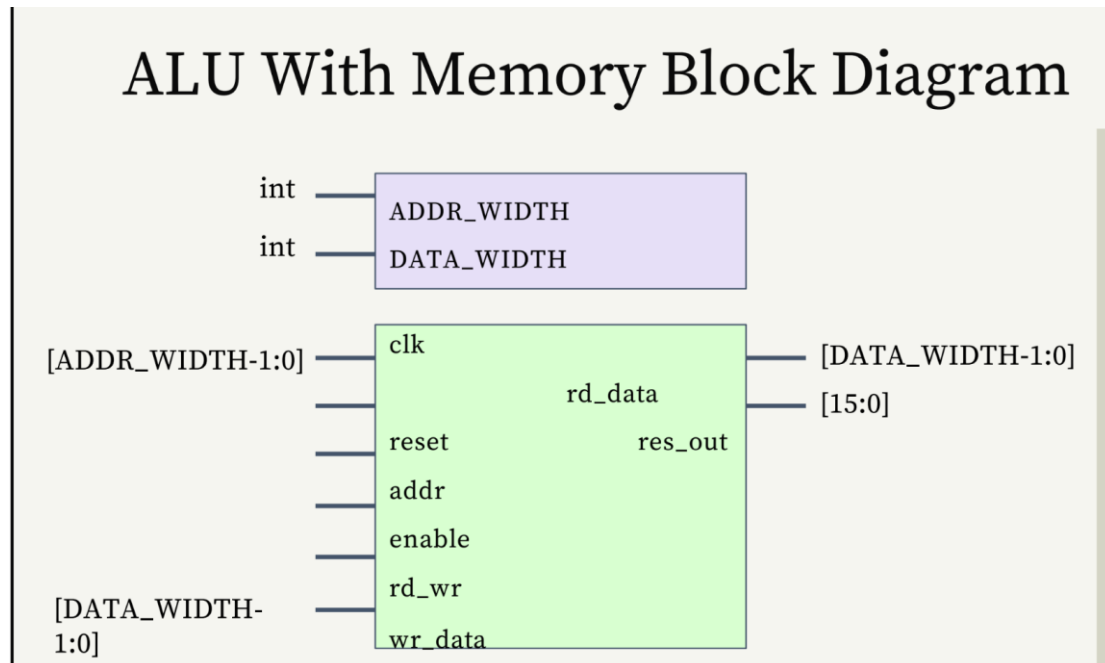 ALU With Memory Block Diagram
int
ADDR_WIDTH
int
DATA_WIDTH
[ADDR_WIDTH-1:0]
clk
[DATA_WIDTH-1:0]
rd_data
[15:0]
reset
res_out
addr
enable
rd_wr
[DATA_WIDTH-
1:0]
wr_data